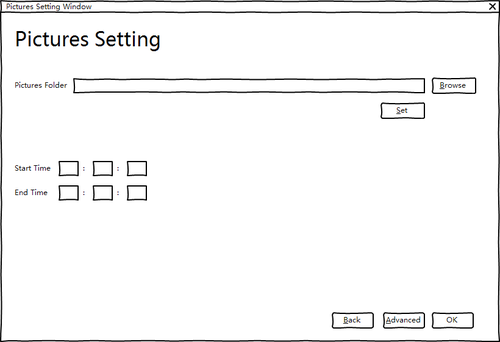 Pictures Setting Window
Pictures Setting
Pictures Folder Browse
Set
Start Time : :
End Time : :
Back Advanced OK